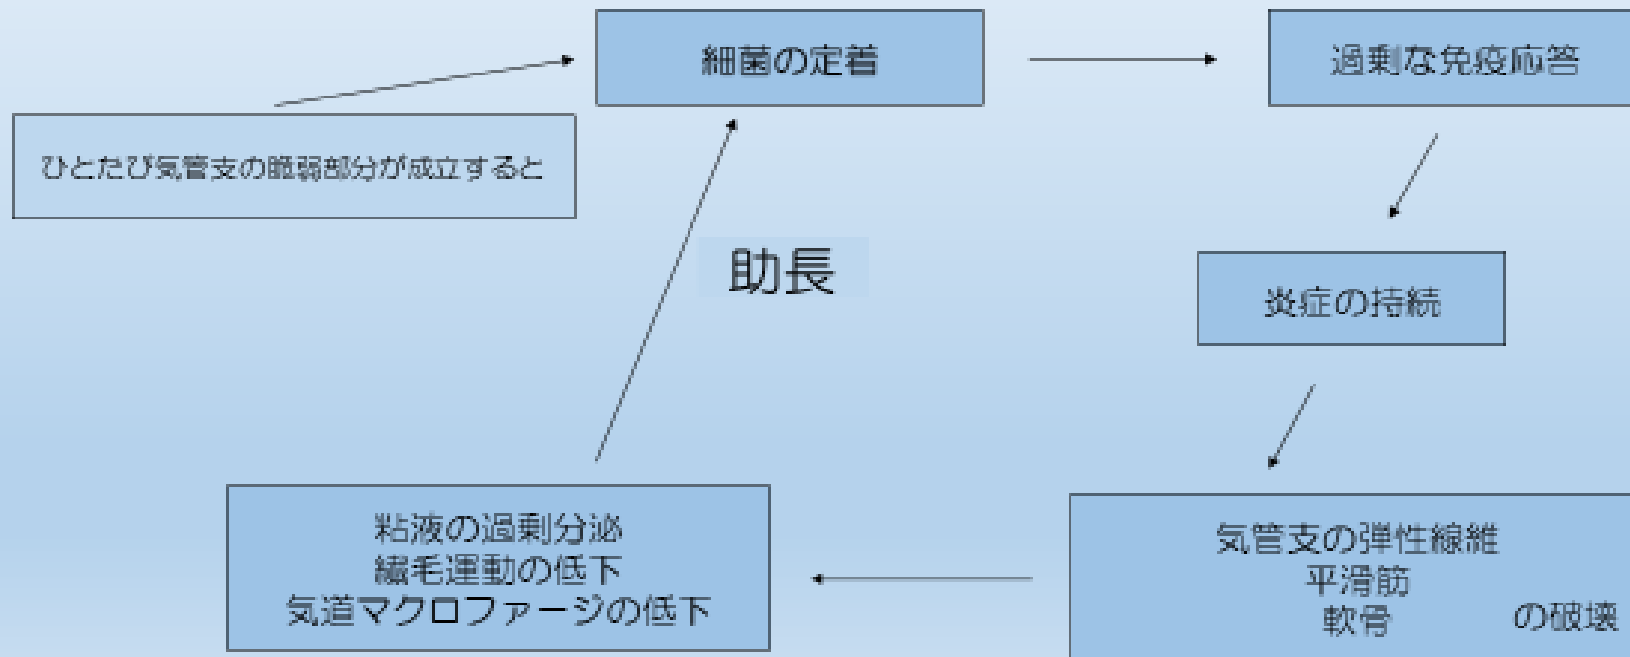 細菌の定着
過剰な免疫応答
ひとたび気管支の脆弱部分が成立すると
助長
炎症の持続
粘液の過剰分泌
繊毛運動の低下
気道マクロファージの低下
気管支の弾性線維
平滑筋
軟骨 の破壊